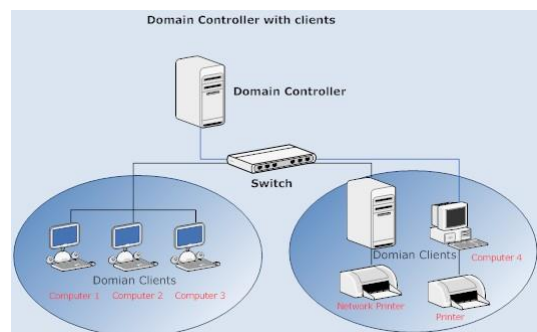 Domain Controller with clients
Domain Controller
Switch
Domian Clients
Computer 1
Computer 2
Computer 3
Domian Clients
Computer 4
Network Printer
Printer